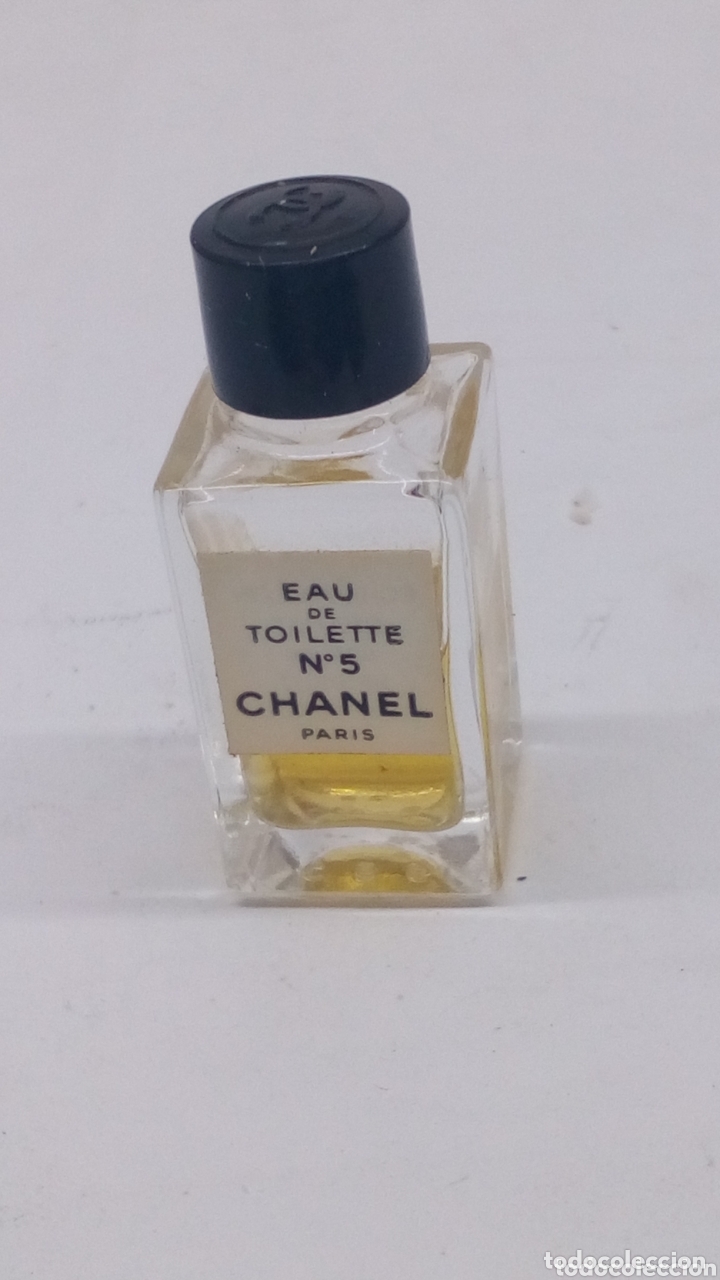 EAU
DE
TOILETTE
N° 5
CHANEL
PARIS
todocoleccion